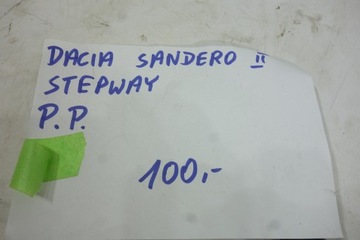 DACIA SANDERO II
STEPWAY
P.P.
100,-